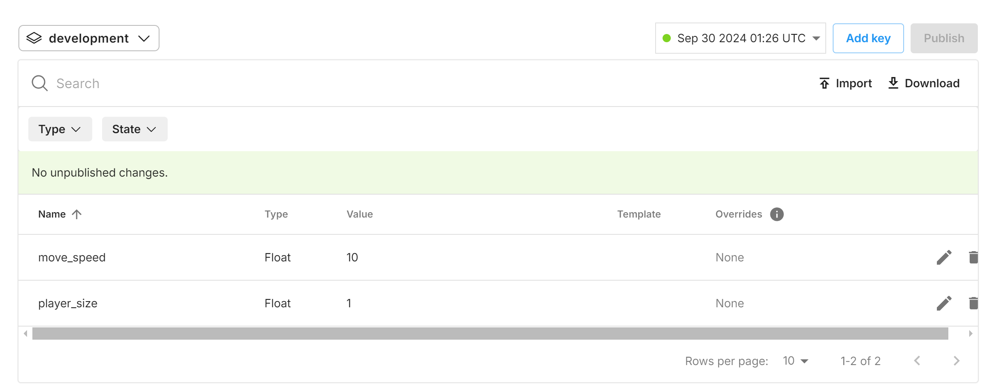 development
Sep 30 2024 01:26 UTC
Add key
Publish
Search
Import
Download
Type
State
No unpublished changes.
Name Type Value Template Overrides
move_speed Float 10 None
player_size Float 1 None
Rows per page: 10 1-2 of 2